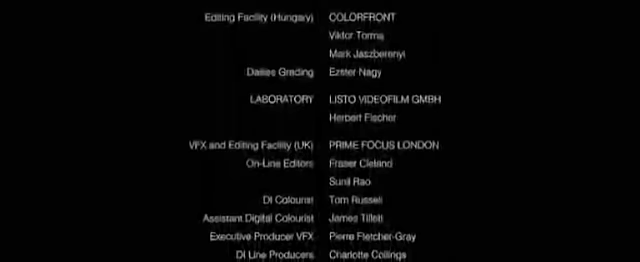 Editing Facility (Hungary) COLORFRONT
Viktor Torma
Mark Jaszberenyi
Dailies Grading Ezster Nagy
LABORATORY LISTO VIDEOFILM GMBH
Herbert Fischer
VFX and Editing Facility (UK) PRIME FOCUS LONDON
On-Line Editors Fraser Cleland
Sunil Rao
DI Colourist Tom Russell
Assistant Digital Colourist James Tillett
Executive Producer VFX Pierre Fletcher-Gray
DI Line Producers Charlotte Collings